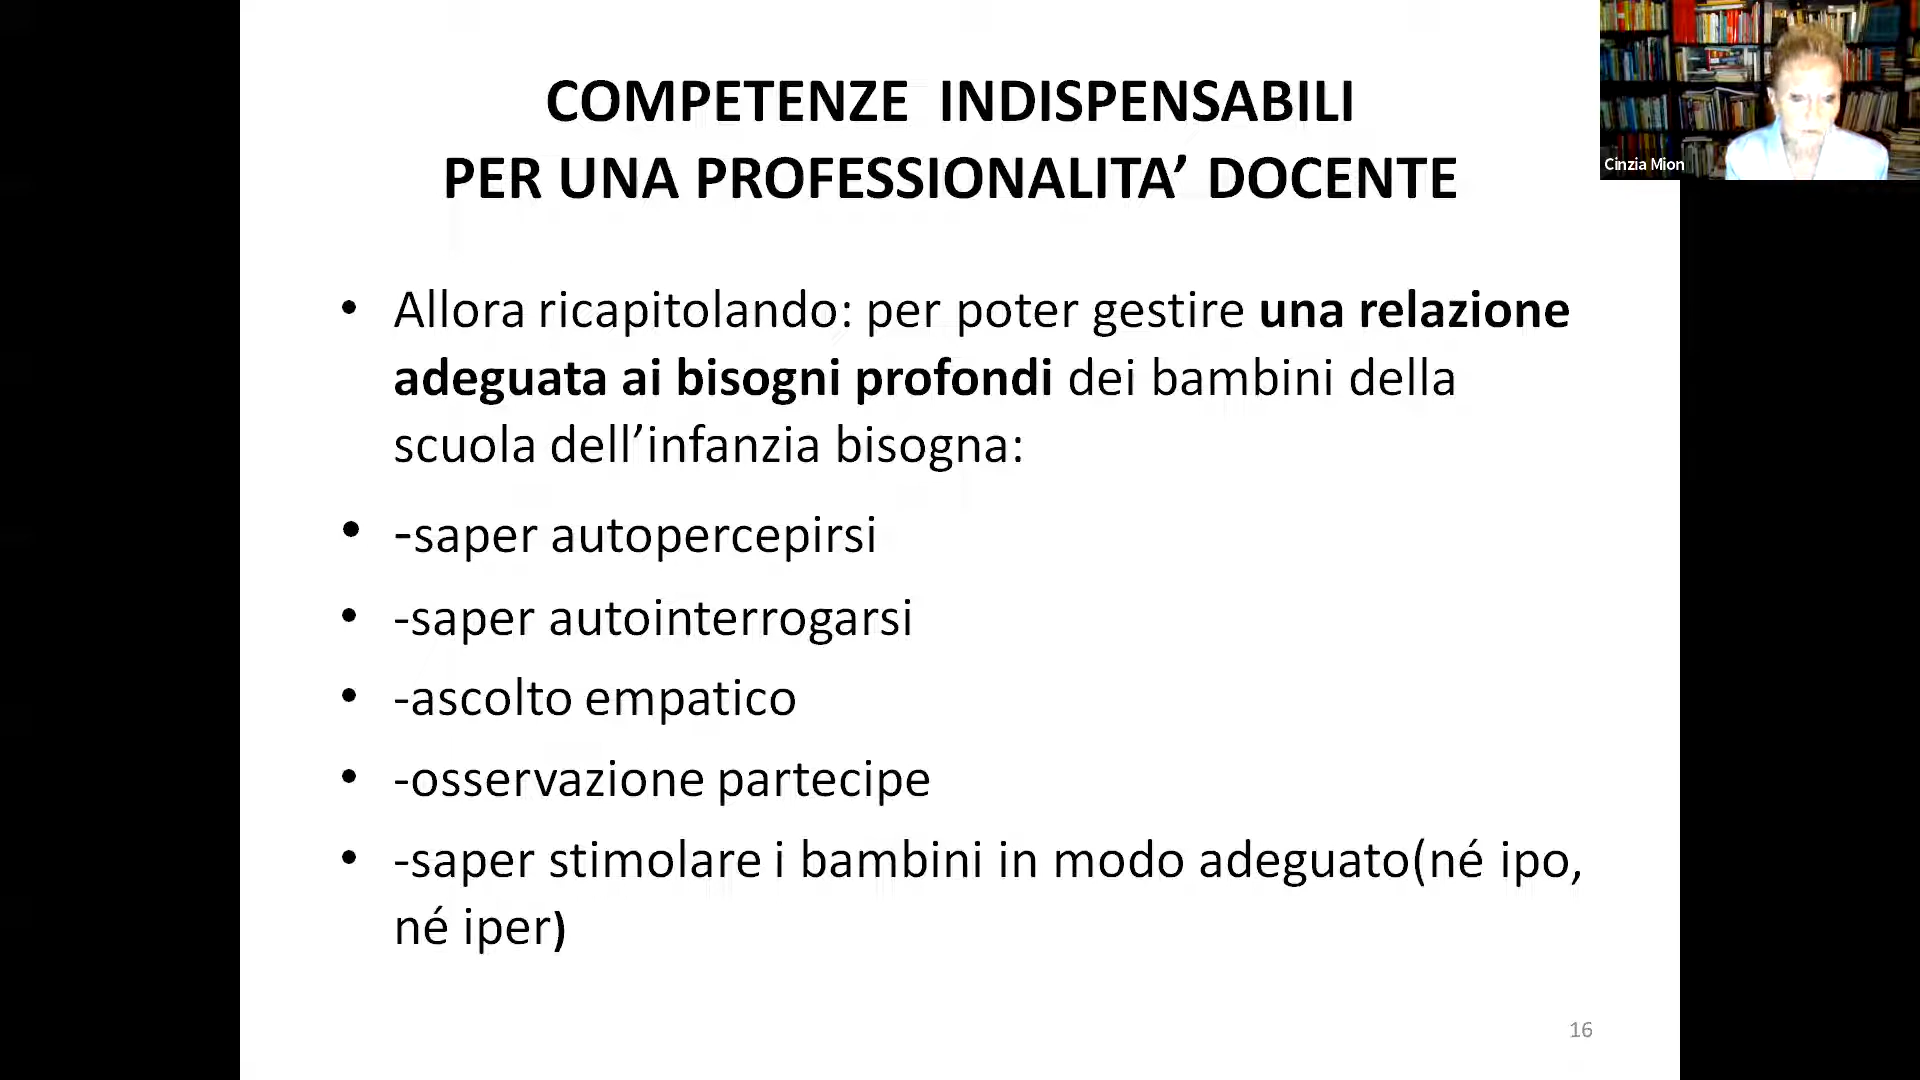 COMPETENZE  INDISPENSABILI
PER UNA PROFESSIONALITA’ DOCENTE
Cinzia Mion
• Allora ricapitolando: per poter gestire una relazione
adeguata ai bisogni profondi dei bambini della
scuola dell’infanzia bisogna:
• -saper autopercepirsi
• -saper autointerrogarsi
• -ascolto empatico
• -osservazione partecipe
• -saper stimolare i bambini in modo adeguato(né ipo,
né iper)
16